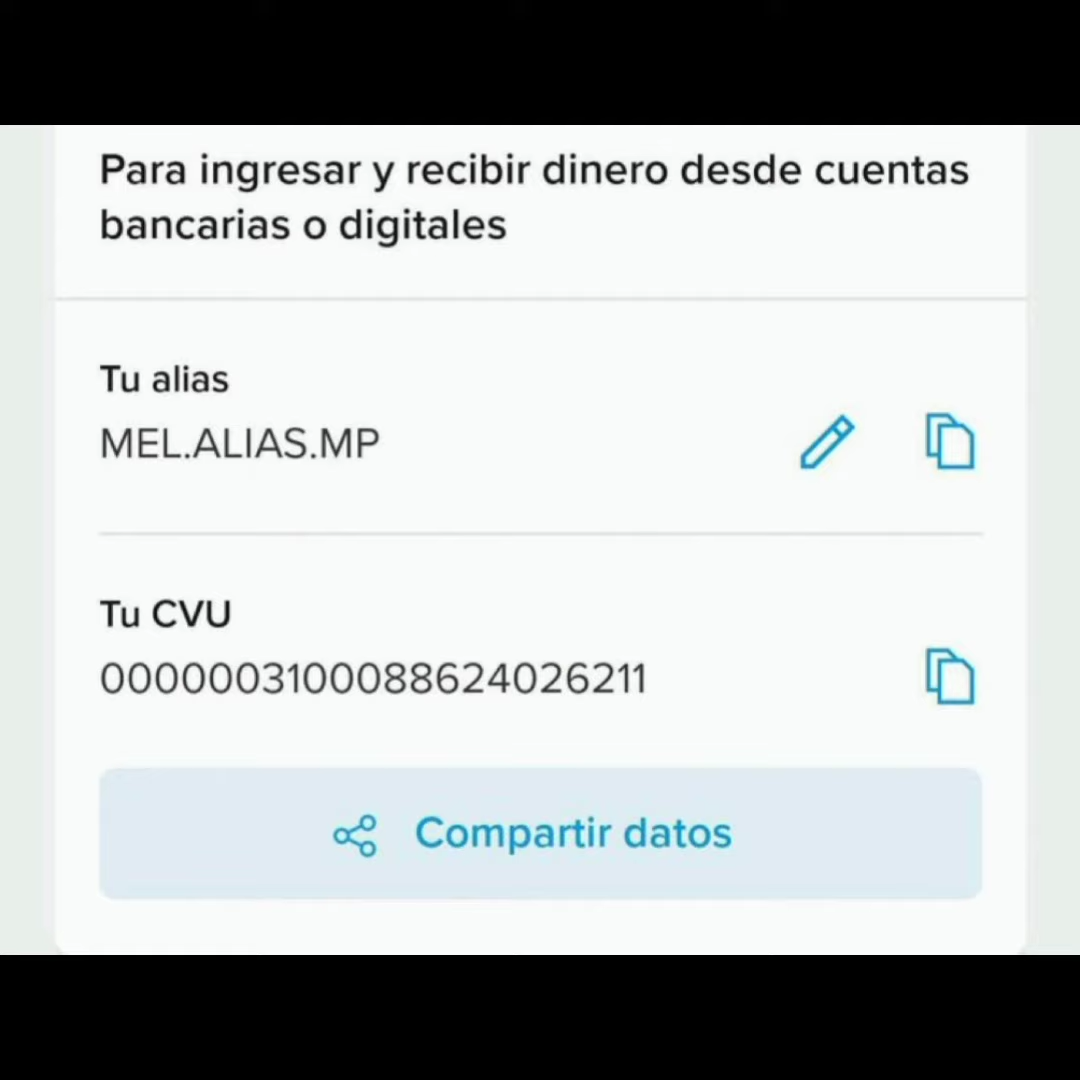 Para ingresar y recibir dinero desde cuentas
bancarias o digitales
Tu alias
MEL.ALIAS.MP
Tu CVU
0000003100088624026211
Compartir datos